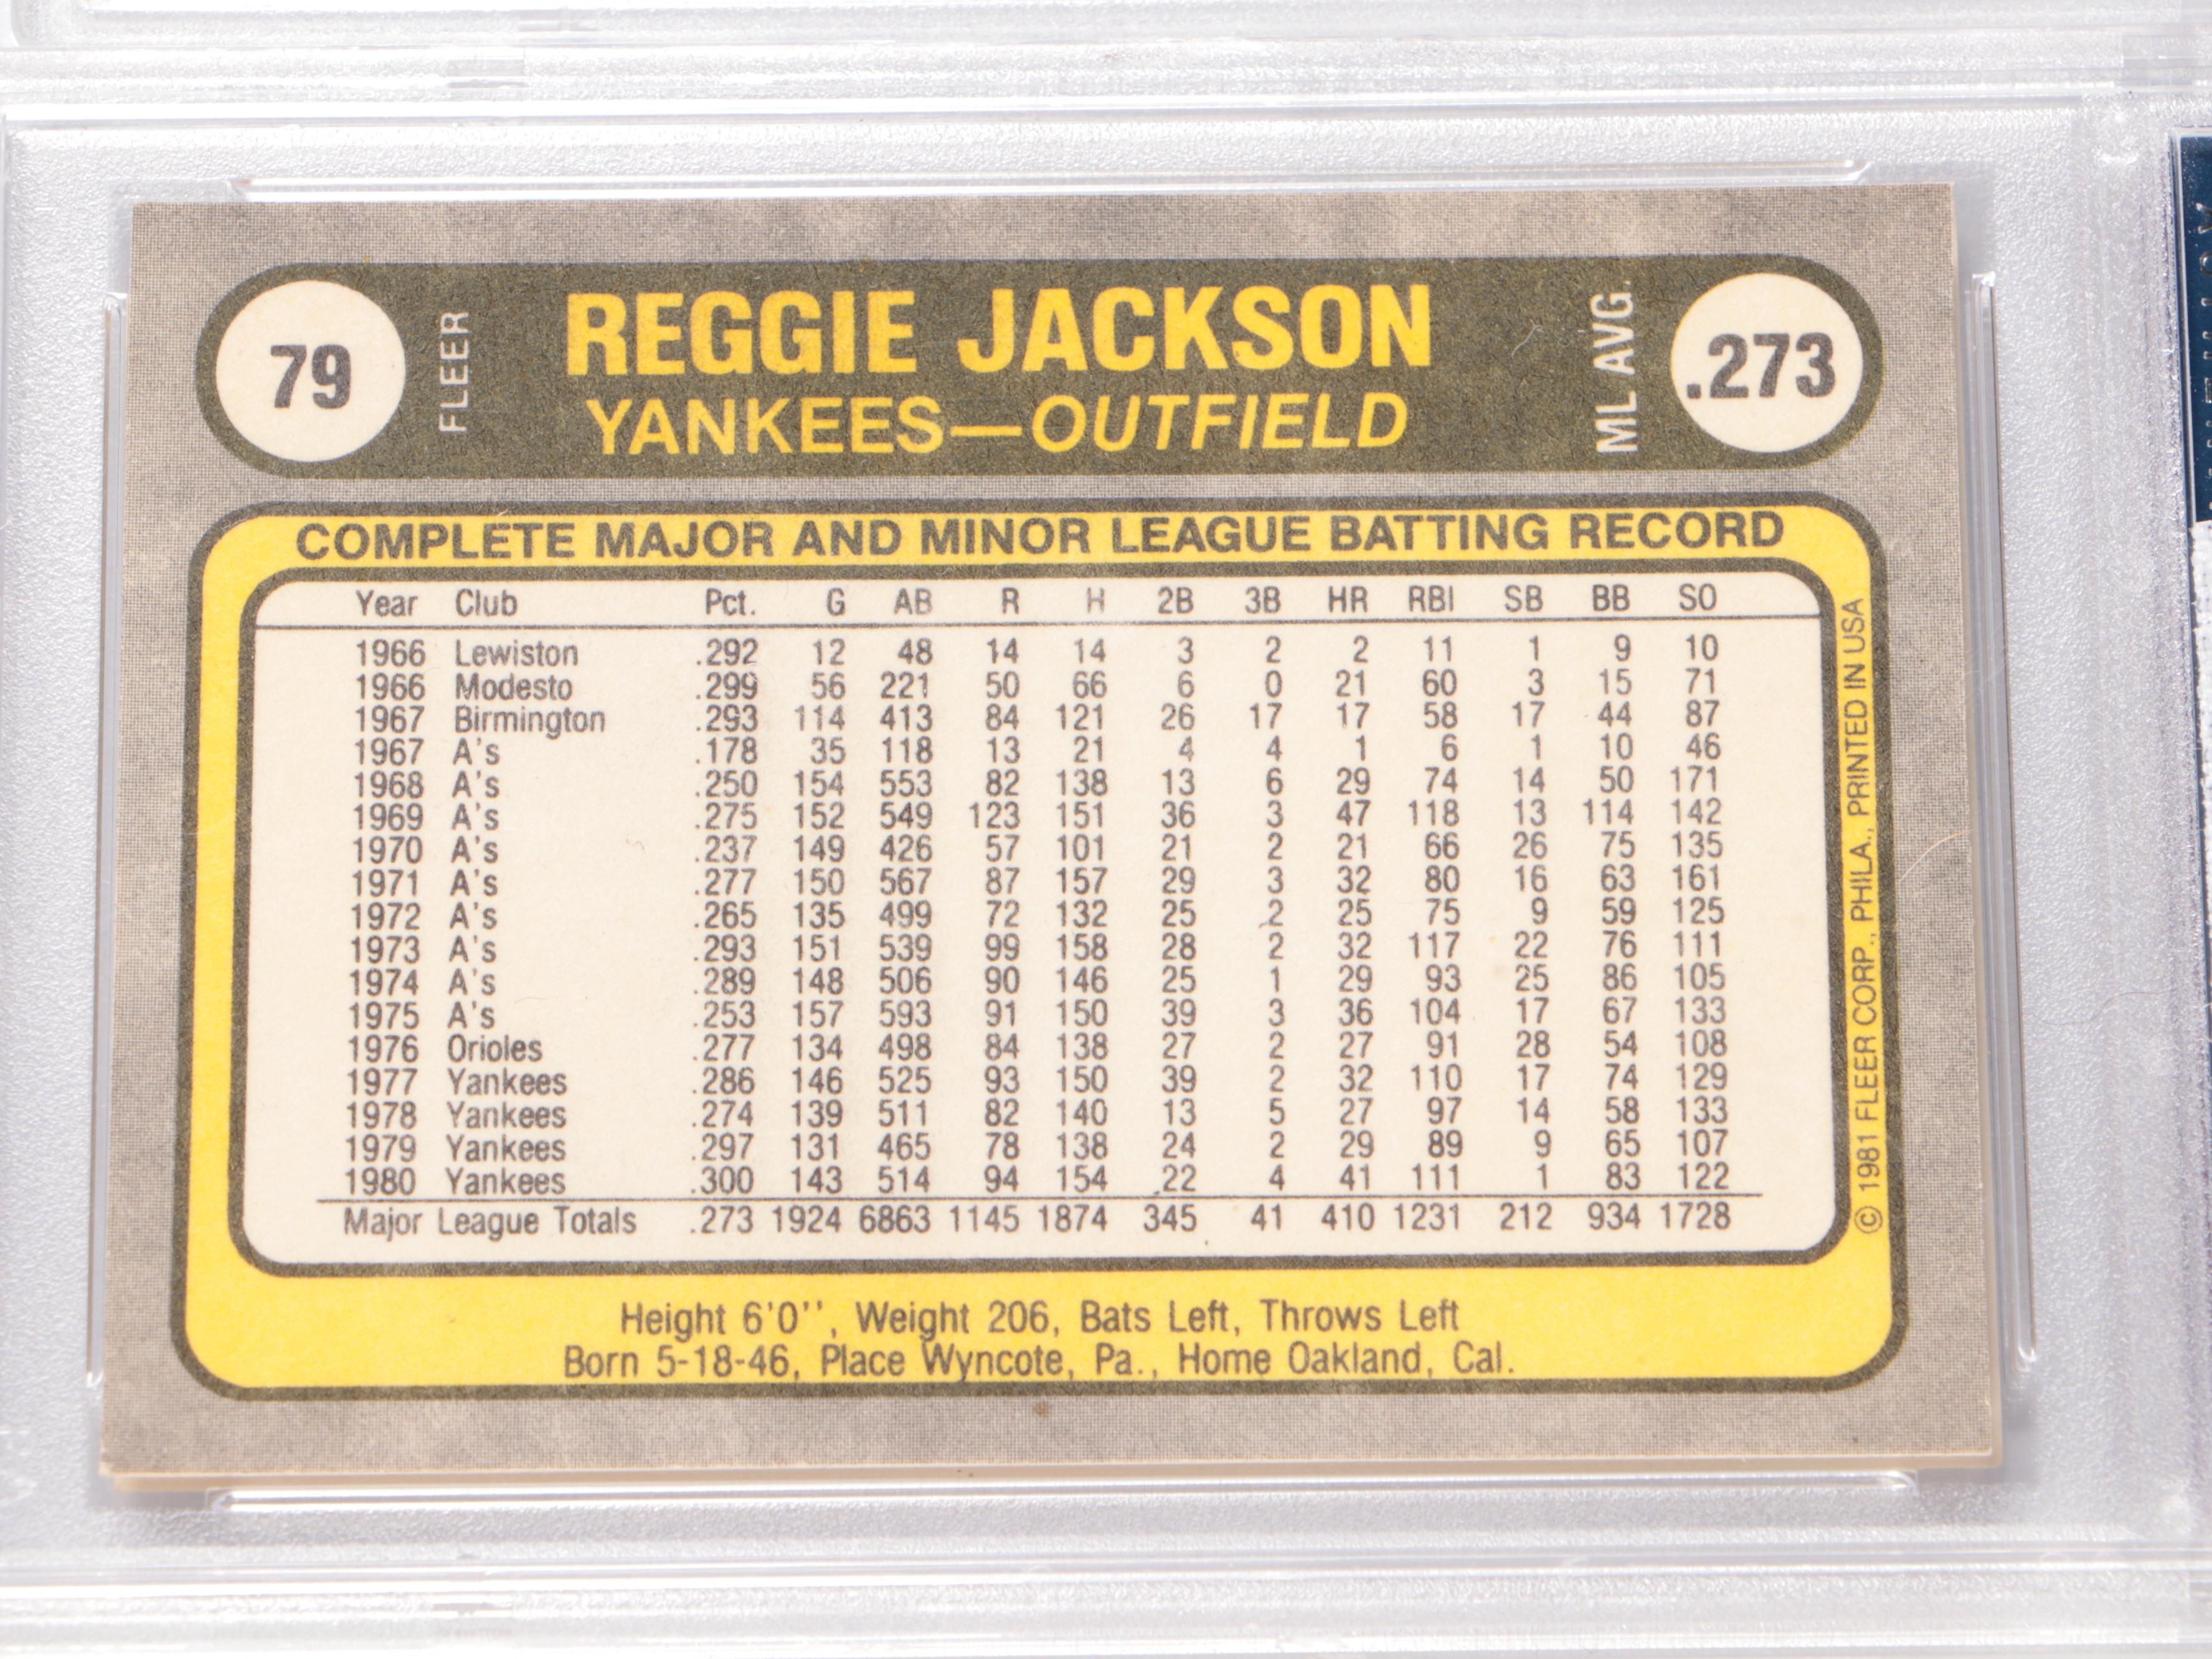 79 FLEER REGGIE JACKSON ML AVG. .273
YANKEES—OUTFIELD
COMPLETE MAJOR AND MINOR LEAGUE BATTING RECORD
Year Club Pct. G AB R H 2B 3B HR RBI SB BB SO
1966 Lewiston .292 12 48 14 14 3 2 2 11 1 9 10
1966 Modesto .299 56 221 50 66 6 0 21 60 3 15 71
1967 Birmington .293 114 413 84 121 26 17 17 58 17 44 87
1967 A's .178 35 118 13 21 4 4 1 6 1 10 46
1968 A's .250 154 553 82 138 13 6 29 74 14 50 171
1969 A's .275 152 549 123 151 36 3 47 118 13 114 142
1970 A's .237 149 426 57 101 21 2 21 66 26 75 135
1971 A's .277 150 567 87 157 29 3 32 80 16 63 161
1972 A's .265 135 499 72 132 25 2 25 75 9 59 125
1973 A's .293 151 539 99 158 28 2 32 117 22 76 111
1974 A's .289 148 506 90 146 25 1 29 93 25 86 105
1975 A's .253 157 593 91 150 39 3 36 104 17 67 133
1976 Orioles .277 134 498 84 138 27 2 27 91 28 54 108
1977 Yankees .286 146 525 93 150 39 2 32 110 17 74 129
1978 Yankees .274 139 511 82 140 13 5 27 97 14 58 133
1979 Yankees .297 131 465 78 138 24 2 29 89 9 65 107
1980 Yankees .300 143 514 94 154 22 4 41 111 1 83 122
Major League Totals .273 1924 6863 1145 1874 345 41 410 1231 212 934 1728
Height 6'0'', Weight 206, Bats Left, Throws Left
Born 5-18-46, Place Wyncote, Pa., Home Oakland, Cal.
© 1981 FLEER CORP., PHILA., PRINTED IN USA